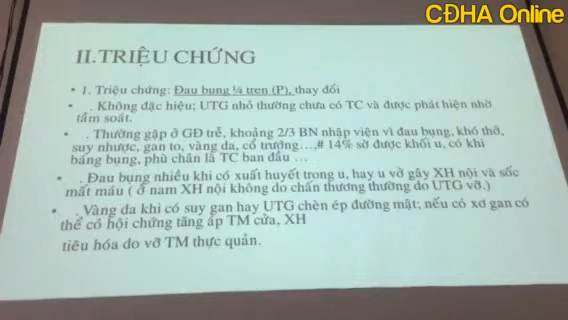 CĐHA Online
II.TRIỆU CHỨNG
• 1. Triệu chứng: Đau bụng ¼ tren (P), thay đổi
• . Không đặc hiệu; UTG nhỏ thường chưa có TC và được phát hiện nhờ
tầm soát.
• . Thường gặp ở GĐ trễ, khoảng 2/3 BN nhập viện vì đau bụng, khó thở,
suy nhược, gan to, vàng da, cổ trướng…,# 14% sờ được khối u, có khi
báng bụng, phù chân là TC ban đầu …
• . Đau bụng nhiều khi có xuất huyết trong u, hay u vỡ gây XH nội và sốc
mất máu ( ở nam XH nội không do chấn thương thường do UTG vỡ.)
• . Vàng da khi có suy gan hay UTG chèn ép đường mật; nếu có xơ gan có
thể có hội chứng tăng áp TM cửa, XH
tiêu hóa do vỡ TM thực quản.